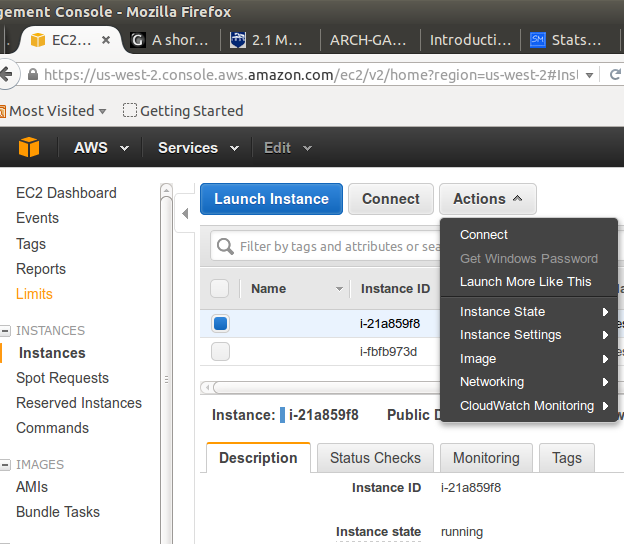 gement Console - Mozilla Firefox
EC2... A shor... 2.1 M... ARCH-GA... Introducti... Stats...
https://us-west-2.console.aws.amazon.com/ec2/v2/home?region=us-west-2#Inst
Most Visited Getting Started
AWS Services Edit
EC2 Dashboard
Events
Tags
Reports
Limits
INSTANCES
Instances
Spot Requests
Reserved Instances
Commands
IMAGES
AMIs
Bundle Tasks
Launch Instance Connect Actions
Filter by tags and attributes or sea
Name Instance ID
i-21a859f8
i-fbfb973d
Connect
Get Windows Password
Launch More Like This
Instance State
Instance Settings
Image
Networking
CloudWatch Monitoring
Instance: i-21a859f8 Public D
Description Status Checks Monitoring Tags
Instance ID i-21a859f8
Instance state running